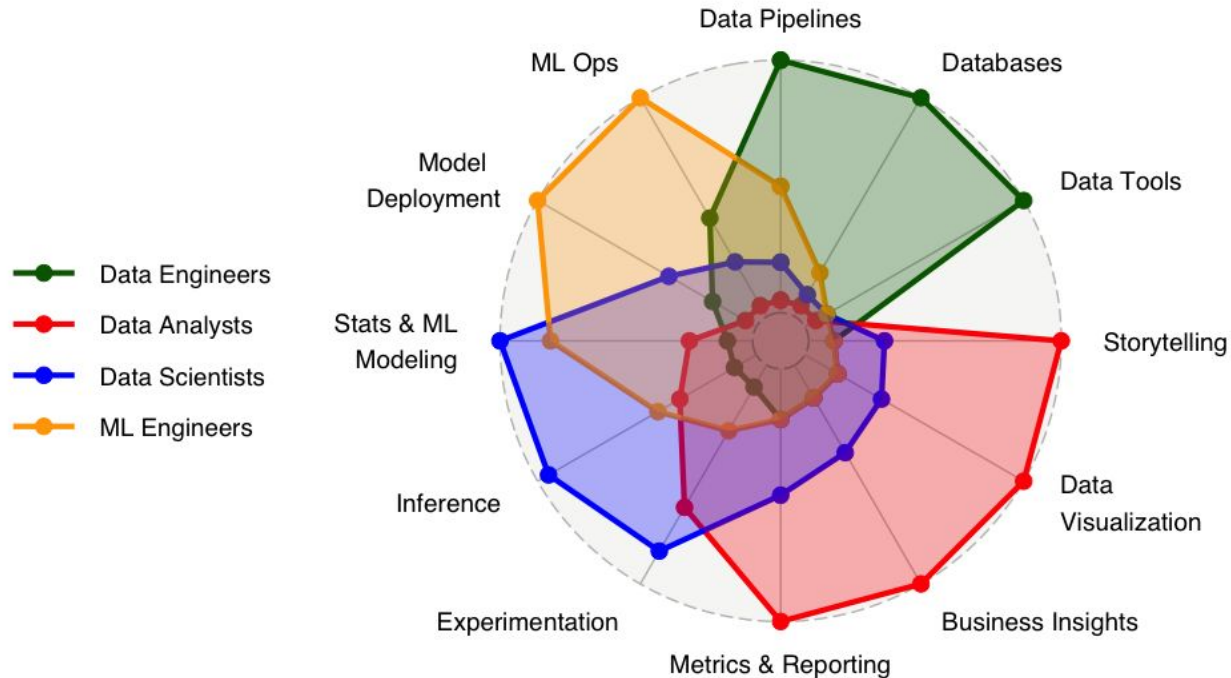 Data Pipelines
ML Ops
Databases
Model
Deployment
Data Tools
Data Engineers
Data Analysts
Data Scientists
ML Engineers
Stats & ML
Modeling
Storytelling
Inference
Data
Visualization
Experimentation
Business Insights
Metrics & Reporting